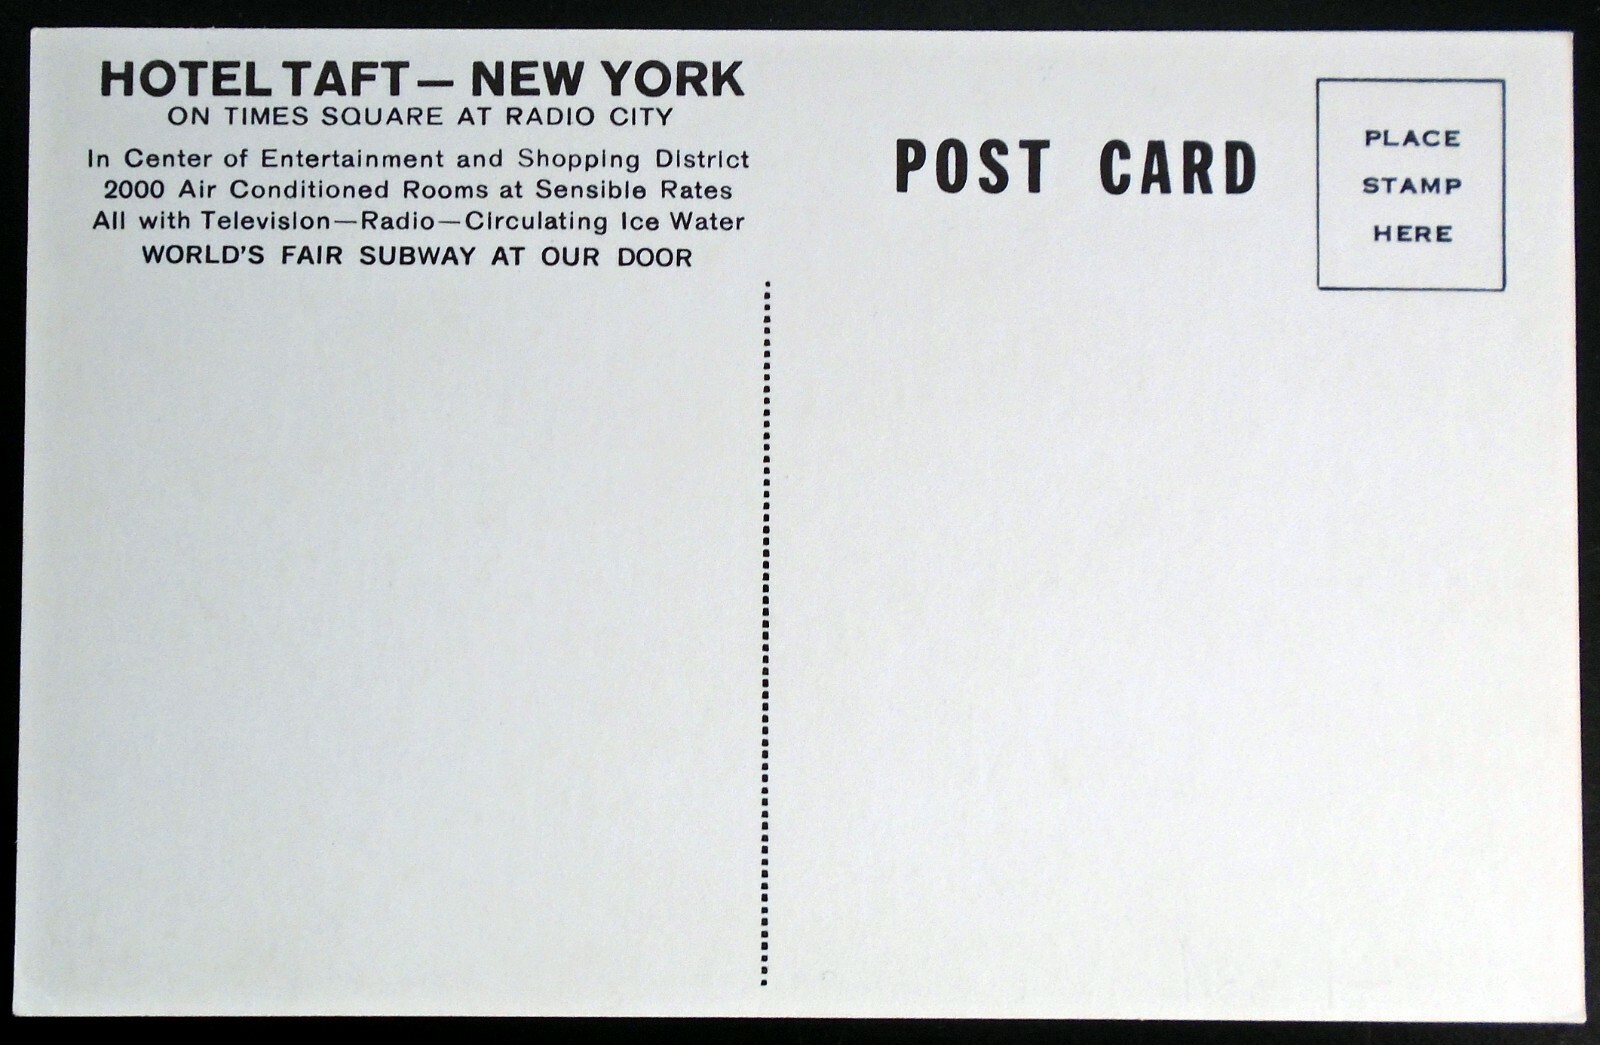 HOTEL TAFT — NEW YORK
ON TIMES SQUARE AT RADIO CITY
In Center of Entertainment and Shopping District
2000 Air Conditioned Rooms at Sensible Rates
All with Television—Radio—Circulating Ice Water
WORLD'S FAIR SUBWAY AT OUR DOOR
POST CARD
PLACE
STAMP
HERE